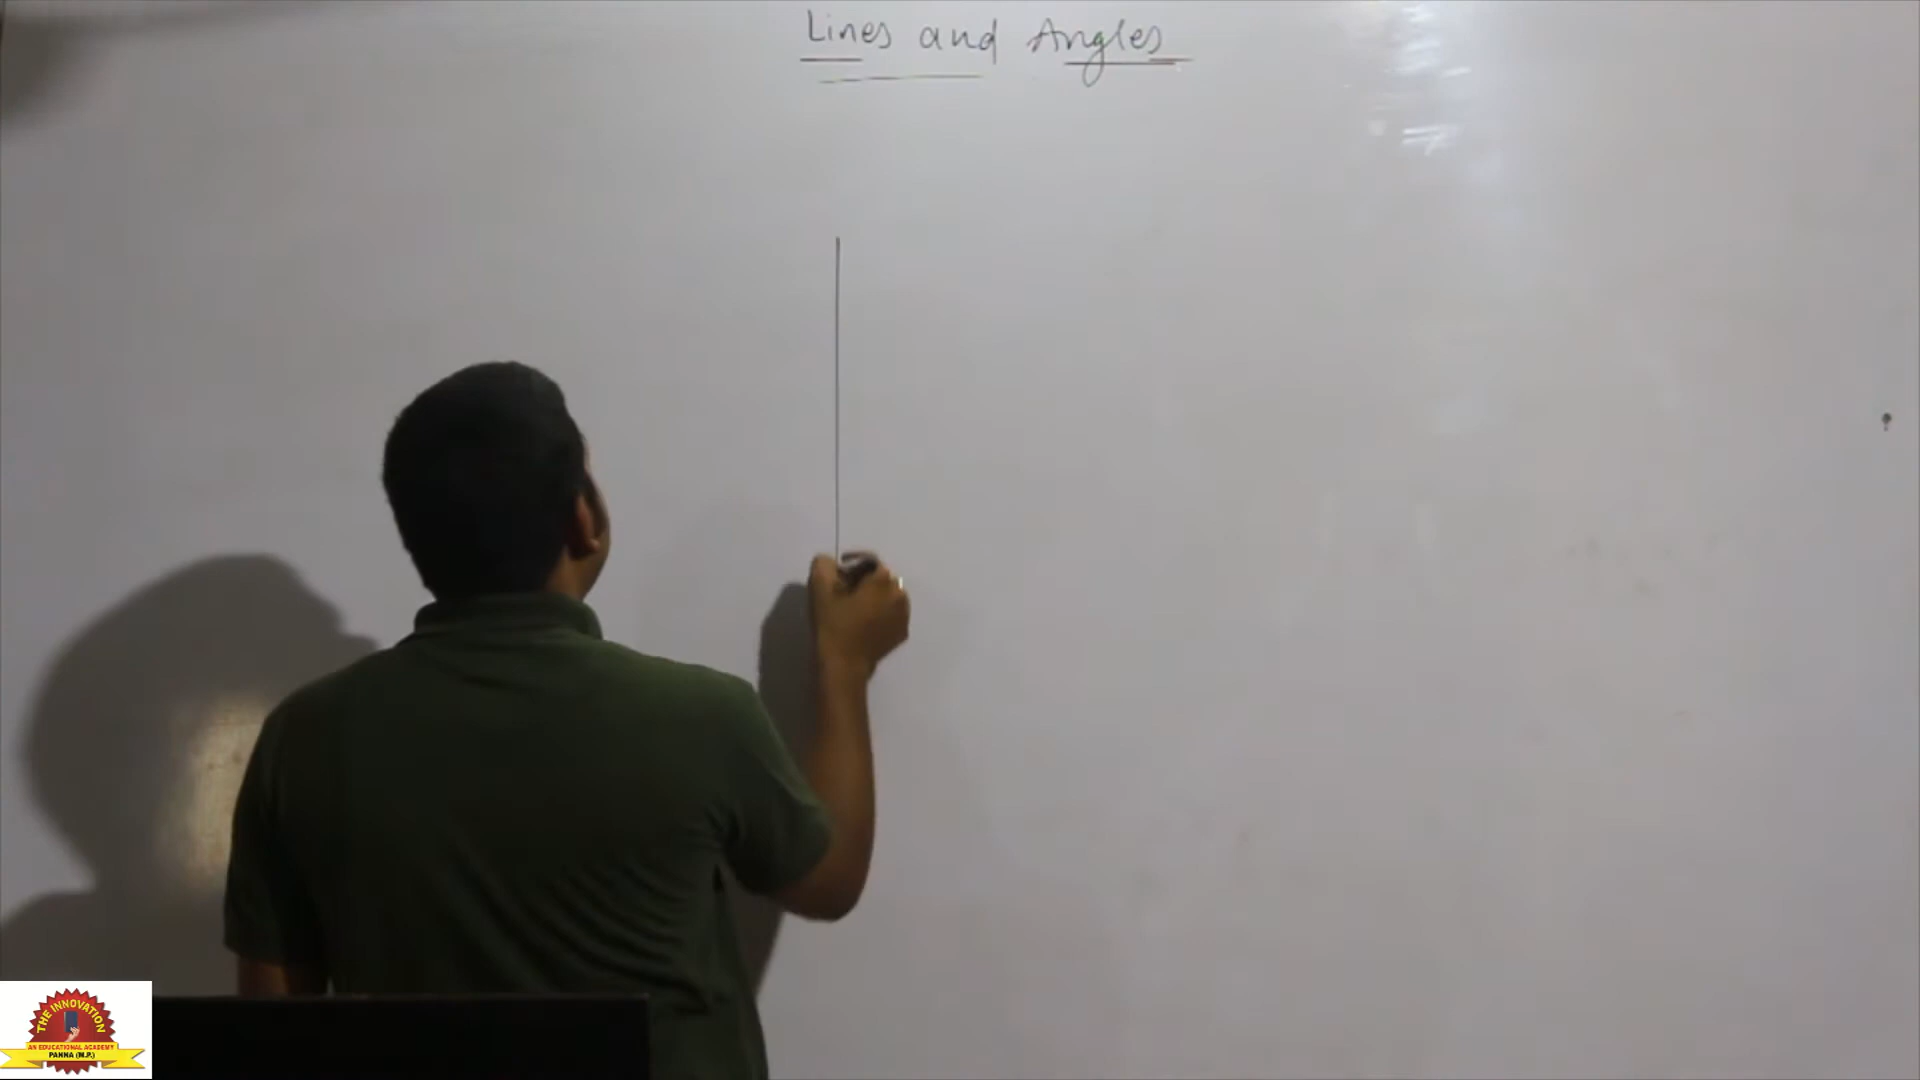 Lines and Angles
THE INNOVATION
AN EDUCATIONAL ACADEMY
PANNA (M.P.)